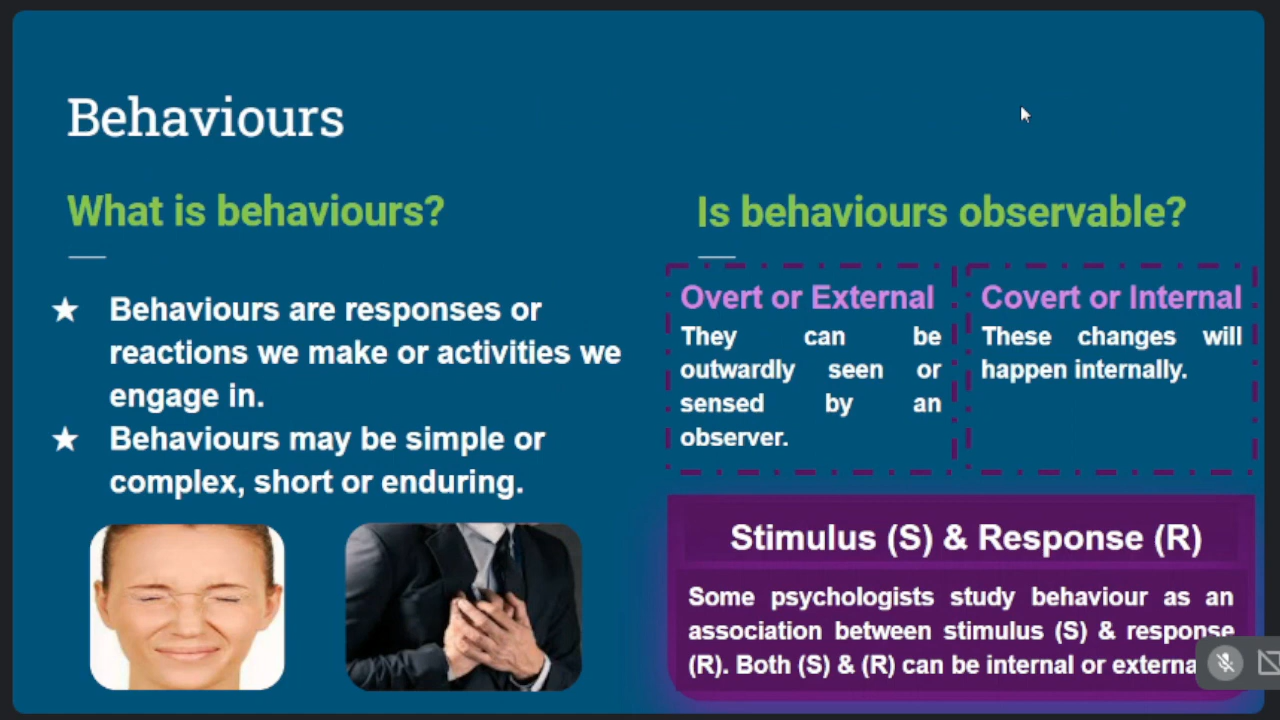 Behaviours
What is behaviours?
Behaviours are responses or
reactions we make or activities we
engage in.
Behaviours may be simple or
complex, short or enduring.
Is behaviours observable?
Overt or External
They can be
outwardly seen or
sensed by an
observer.
Covert or Internal
These changes will
happen internally.
Stimulus (S) & Response (R)
Some psychologists study behaviour as an
association between stimulus (S) & response
(R). Both (S) & (R) can be internal or